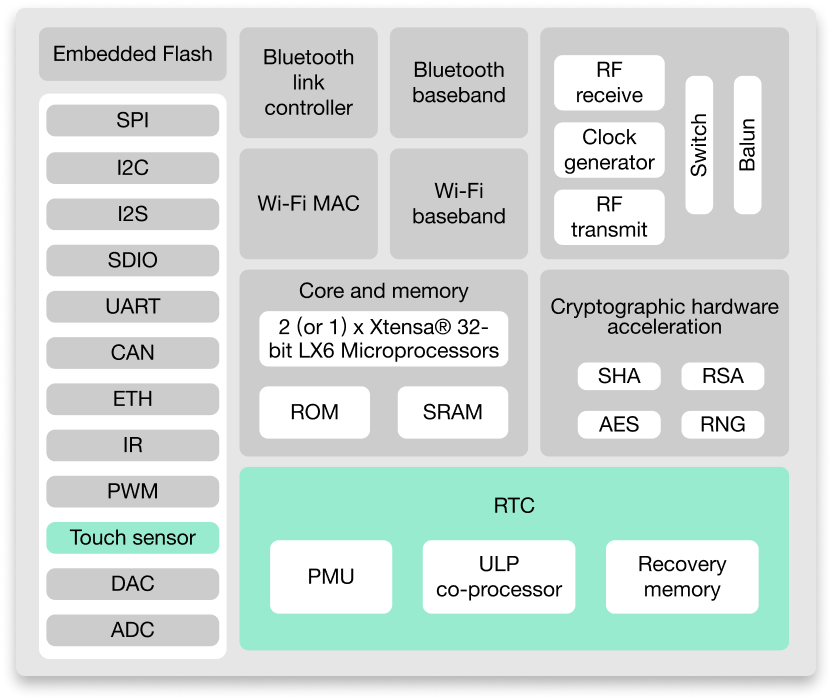 Embedded Flash
SPI
I2C
I2S
SDIO
UART
CAN
ETH
IR
PWM
Touch sensor
DAC
ADC
Bluetooth
link
controller
Bluetooth
baseband
Wi-Fi MAC
Wi-Fi
baseband
RF
receive
Clock
generator
RF
transmit
Switch
Balun
Core and memory
2 (or 1) x Xtensa® 32-
bit LX6 Microprocessors
ROM
SRAM
Cryptographic hardware
acceleration
SHA
RSA
AES
RNG
RTC
PMU
ULP
co-processor
Recovery
memory